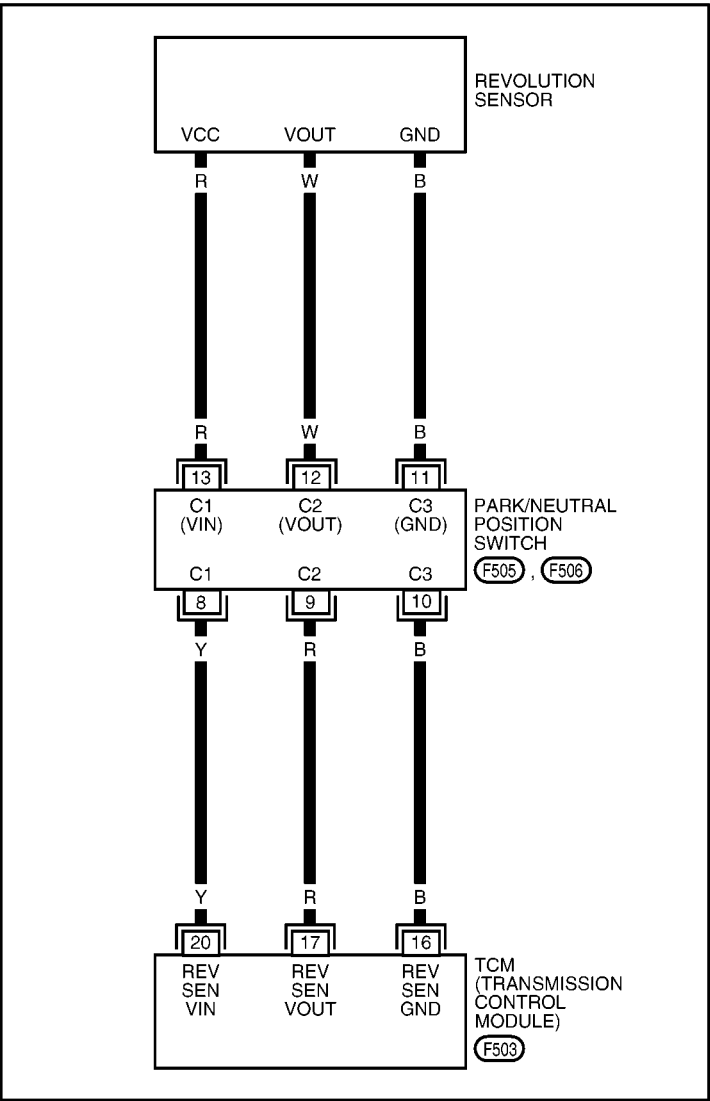 REVOLUTION
SENSOR
VCC VOUT GND
R W B
R W B
13 12 11
C1 C2 C3
(VIN) (VOUT) (GND)
PARK/NEUTRAL
POSITION
SWITCH
F505 , F506
C1 C2 C3
8 9 10
Y R B
Y R B
20 17 16
REV REV REV
SEN SEN SEN
VIN VOUT GND
TCM
(TRANSMISSION
CONTROL
MODULE)
F503